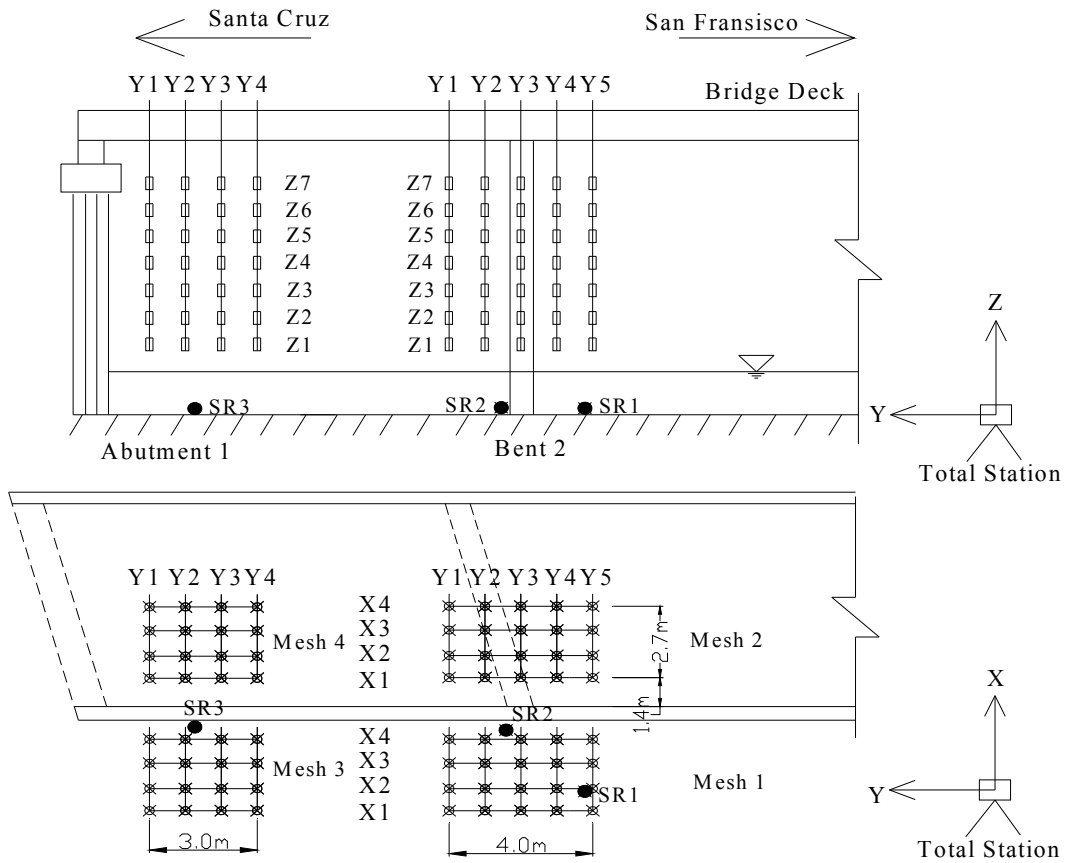 Santa Cruz
San Fransisco
Y1 Y2 Y3 Y4
Y1 Y2 Y3 Y4 Y5
Bridge Deck
Z7 Z7
Z6 Z6
Z5 Z5
Z4 Z4
Z3 Z3
Z2 Z2
Z1 Z1
Z
SR3 SR2 SR1
Y
Abutment 1 Bent 2
Total Station
Y1 Y2 Y3 Y4
Y1 Y2 Y3 Y4 Y5
X4
X3
X2
X1
Mesh 4
Mesh 2
2.7m
1.4m
X
SR3 SR2
X4
X3
X2
X1
Mesh 3
Mesh 1
SR1
Y
3.0m 4.0m
Total Station